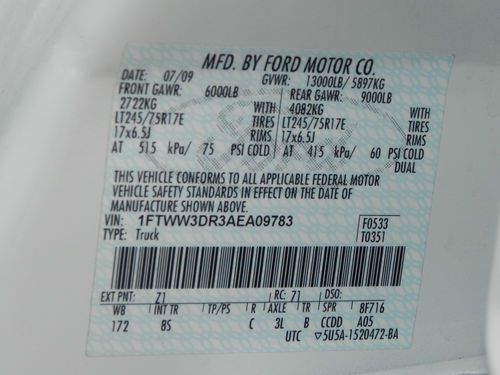 MFD. BY FORD MOTOR CO.
DATE: 07/09 GVWR: 13000LB/ 5897KG
FRONT GAWR: 6000LB REAR GAWR: 9000LB
2722KG WITH 4082KG WITH
LT245/75R17E TIRES LT245/75R17E TIRES
17x6.5J RIMS 17x6.5J RIMS
AT 515 kPa/ 75 PSI COLD AT 415 kPa/ 60 PSI COLD
DUAL
THIS VEHICLE CONFORMS TO ALL APPLICABLE FEDERAL MOTOR
VEHICLE SAFETY STANDARDS IN EFFECT ON THE DATE OF
MANUFACTURE SHOWN ABOVE.
VIN: 1FTWW3DR3AEA09783 F0533
TYPE: Truck T0351
EXT PNT: Z1 RC: 71 DSO:
WB INT TR TP/PS R AXLE TR SPR 8F716
172 8S C 3L B CCDD A05
UTC ▽5U5A-1520472-BA